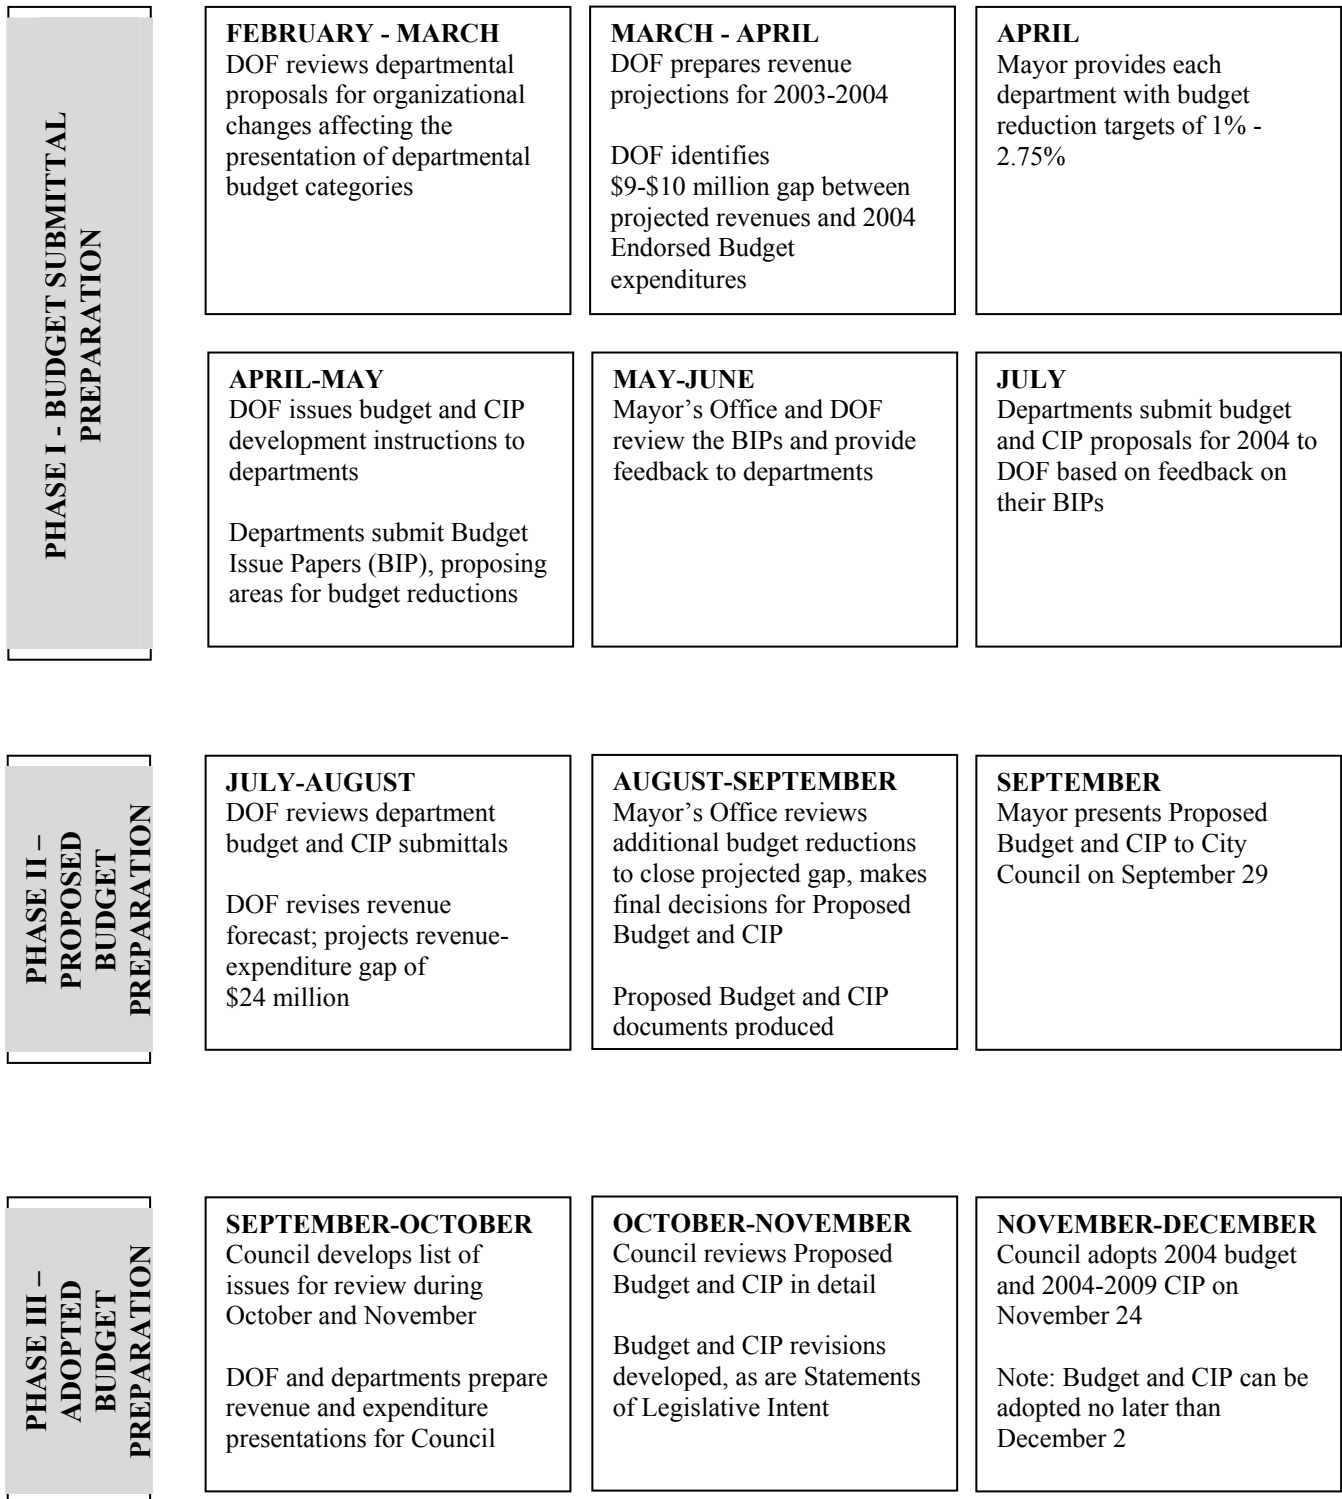 PHASE I - BUDGET SUBMITTAL
PREPARATION
FEBRUARY - MARCH
DOF reviews departmental
proposals for organizational
changes affecting the
presentation of departmental
budget categories
MARCH - APRIL
DOF prepares revenue
projections for 2003-2004
DOF identifies
$9-$10 million gap between
projected revenues and 2004
Endorsed Budget
expenditures
APRIL
Mayor provides each
department with budget
reduction targets of 1% -
2.75%
APRIL-MAY
DOF issues budget and CIP
development instructions to
departments
Departments submit Budget
Issue Papers (BIP), proposing
areas for budget reductions
MAY-JUNE
Mayor’s Office and DOF
review the BIPs and provide
feedback to departments
JULY
Departments submit budget
and CIP proposals for 2004 to
DOF based on feedback on
their BIPs
PHASE II –
PROPOSED
BUDGET
PREPARATION
JULY-AUGUST
DOF reviews department
budget and CIP submittals
DOF revises revenue
forecast; projects revenue-
expenditure gap of
$24 million
AUGUST-SEPTEMBER
Mayor’s Office reviews
additional budget reductions
to close projected gap, makes
final decisions for Proposed
Budget and CIP
Proposed Budget and CIP
documents produced
SEPTEMBER
Mayor presents Proposed
Budget and CIP to City
Council on September 29
PHASE III –
ADOPTED
BUDGET
PREPARATION
SEPTEMBER-OCTOBER
Council develops list of
issues for review during
October and November
DOF and departments prepare
revenue and expenditure
presentations for Council
OCTOBER-NOVEMBER
Council reviews Proposed
Budget and CIP in detail
Budget and CIP revisions
developed, as are Statements
of Legislative Intent
NOVEMBER-DECEMBER
Council adopts 2004 budget
and 2004-2009 CIP on
November 24
Note: Budget and CIP can be
adopted no later than
December 2